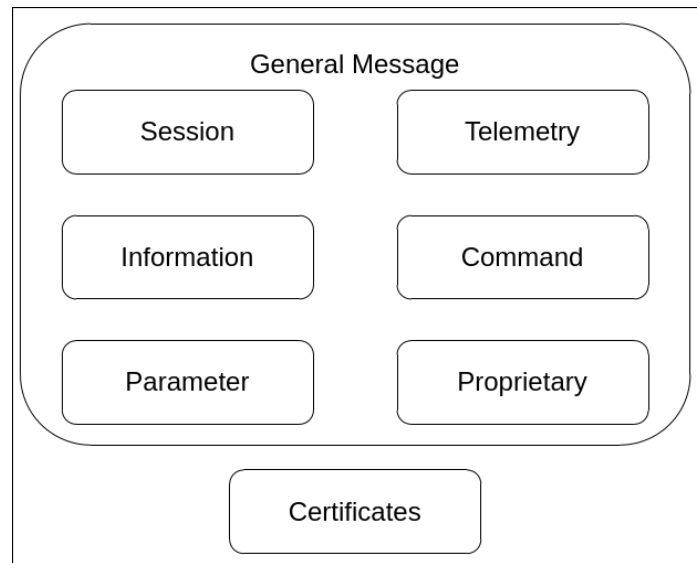 General Message
Session
Telemetry
Information
Command
Parameter
Proprietary
Certificates